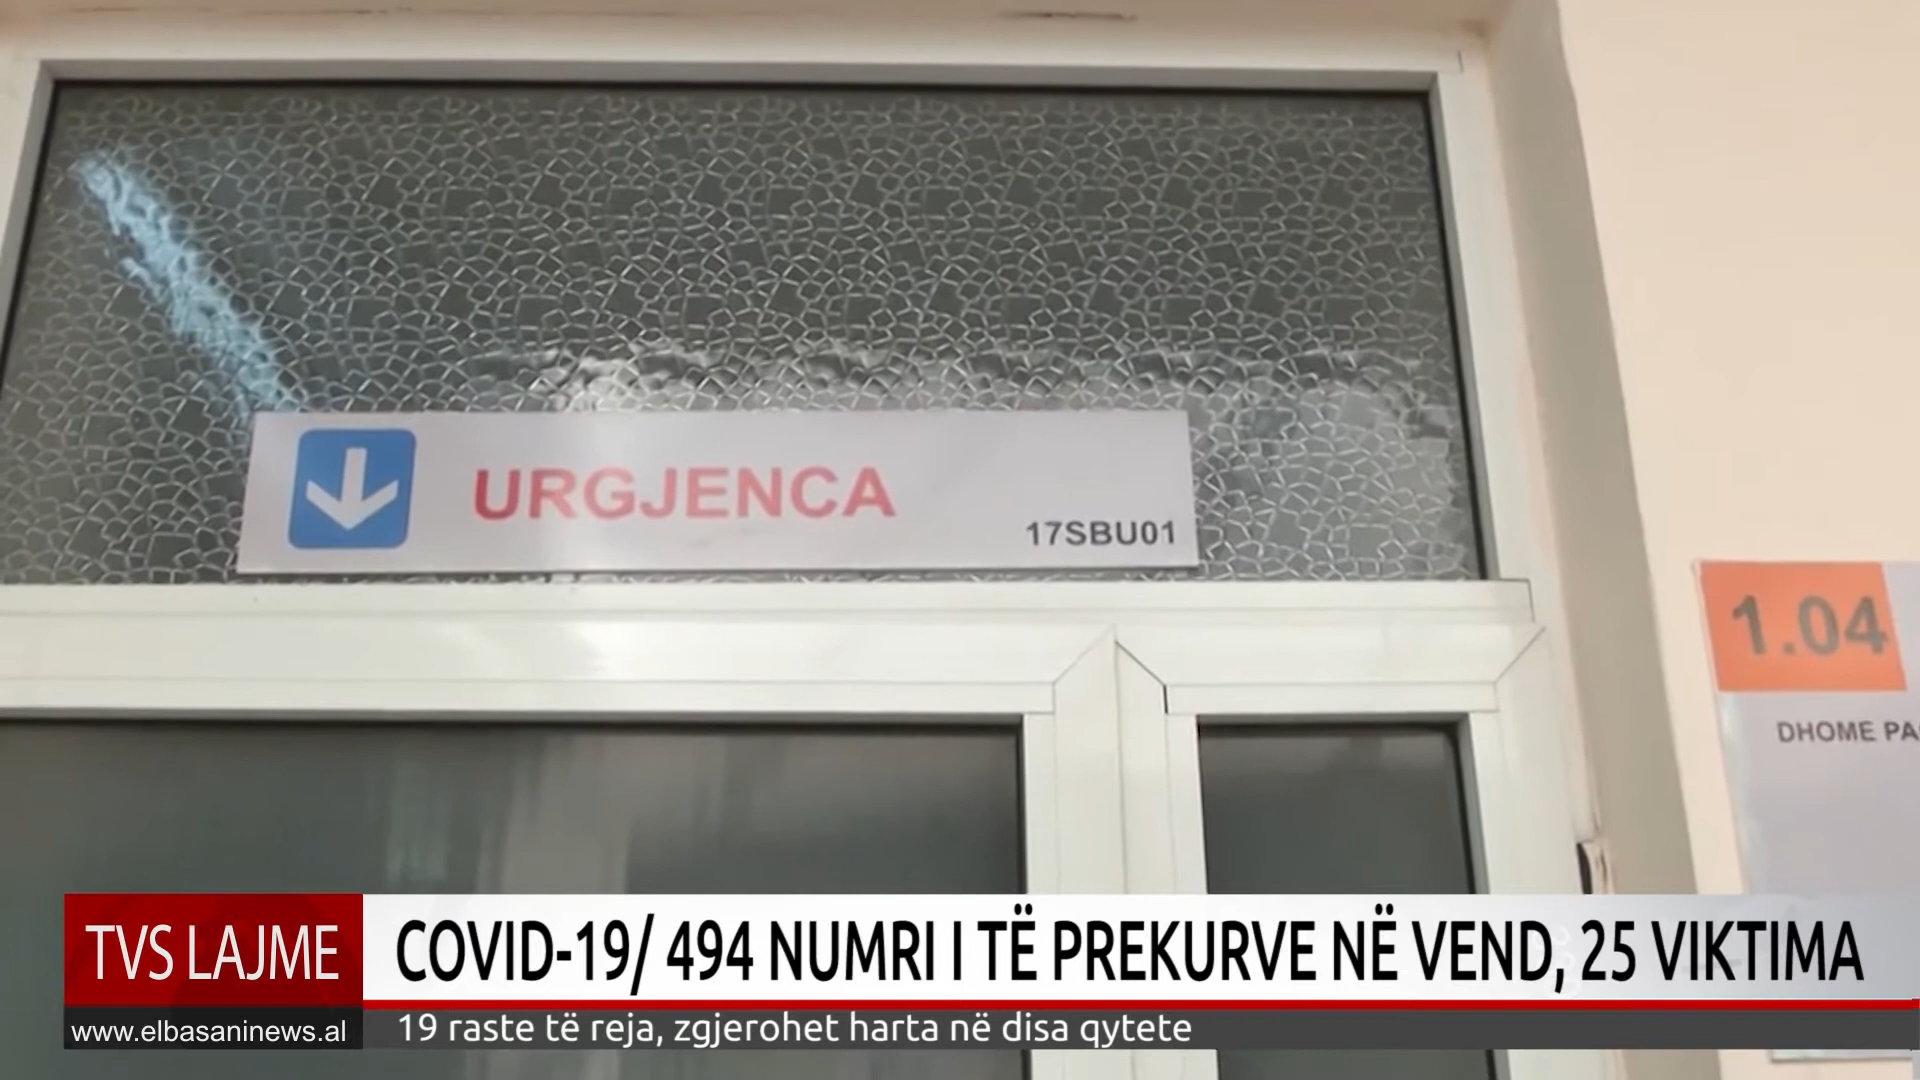 URGJENCA
17SBU01
1.04
DHOME
TVS LAJME
COVID-19/ 494 NUMRI I TË PREKURVE NË VEND, 25 VIKTIMA
www.elbasaninews.al
19 raste të reja, zgjerohet harta në disa qytete